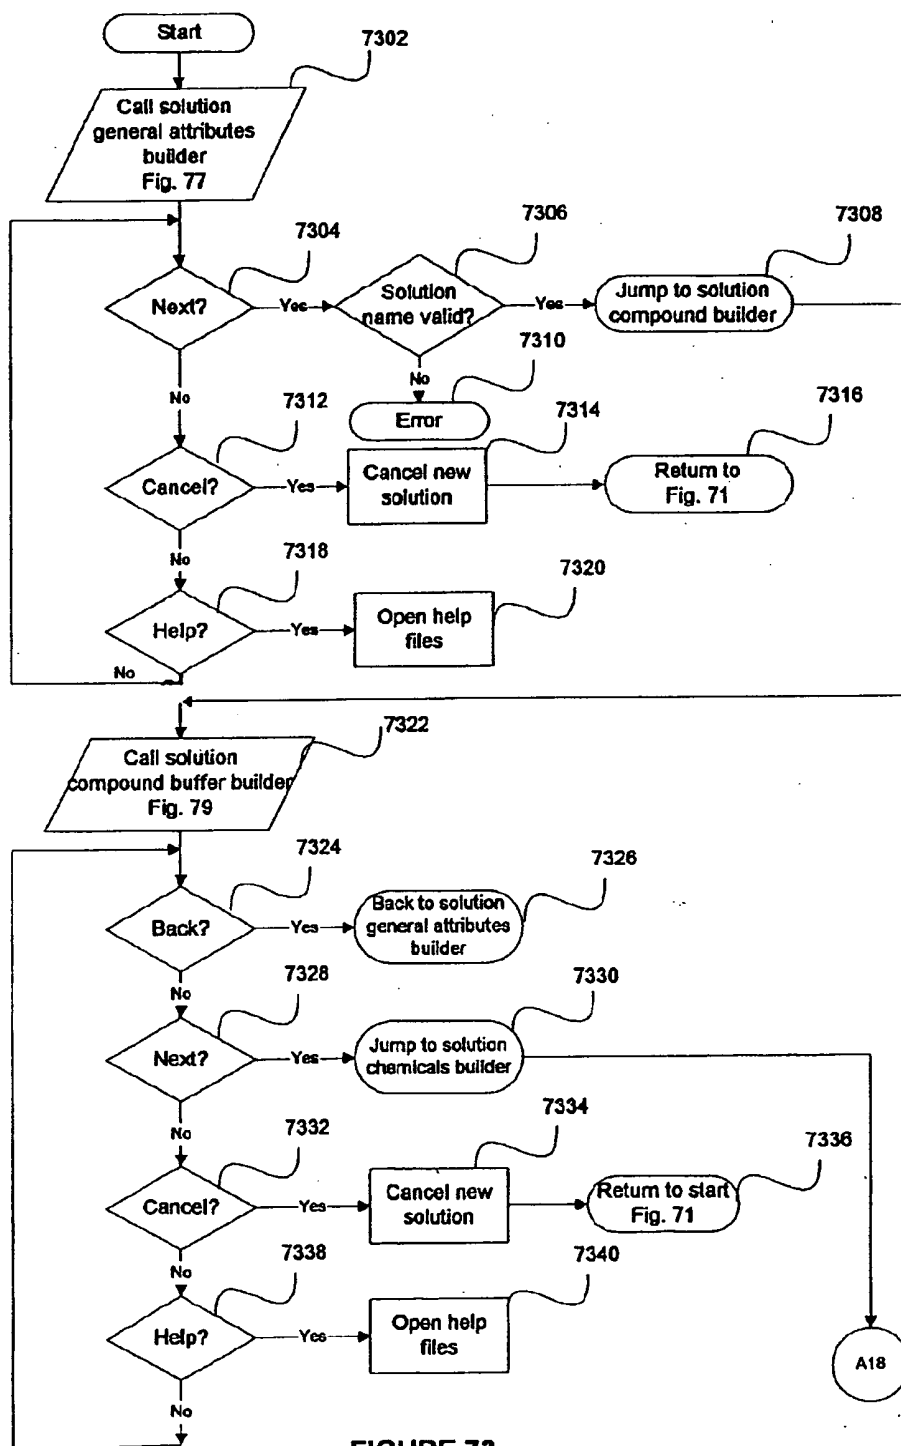 Start
7302
Call solution
general attributes
builder
Fig. 77
7304
7306
7308
Next?
Yes
Solution
name valid?
Yes
Jump to solution
compound builder
No
7310
Error
No
7312
7314
7316
Cancel?
Yes
Cancel new
solution
Return to
Fig. 71
No
7318
7320
Help?
Yes
Open help
files
No
7322
Call solution
compound buffer builder
Fig. 79
7324
7326
Back?
Yes
Back to solution
general attributes
builder
No
7328
7330
Next?
Yes
Jump to solution
chemicals builder
No
7332
7334
7336
Cancel?
Yes
Cancel new
solution
Return to start
Fig. 71
No
7338
7340
Help?
Yes
Open help
files
A18
No